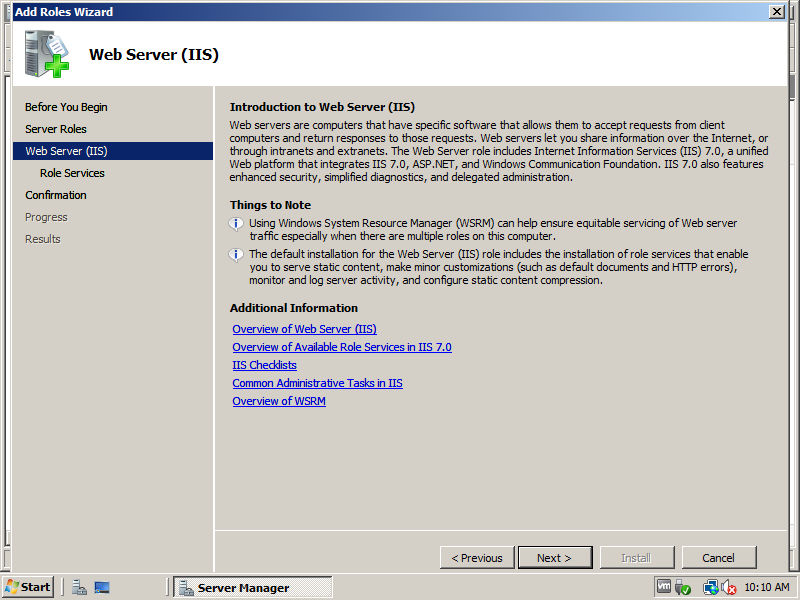 Add Roles Wizard
Web Server (IIS)
Before You Begin
Server Roles
Web Server (IIS)
Role Services
Confirmation
Progress
Results
Introduction to Web Server (IIS)
Web servers are computers that have specific software that allows them to accept requests from client
computers and return responses to those requests. Web servers let you share information over the Internet, or
through intranets and extranets. The Web Server role includes Internet Information Services (IIS) 7.0, a unified
Web platform that integrates IIS 7.0, ASP.NET, and Windows Communication Foundation. IIS 7.0 also features
enhanced security, simplified diagnostics, and delegated administration.
Things to Note
Using Windows System Resource Manager (WSRM) can help ensure equitable servicing of Web server
traffic especially when there are multiple roles on this computer.
The default installation for the Web Server (IIS) role includes the installation of role services that enable
you to serve static content, make minor customizations (such as default documents and HTTP errors),
monitor and log server activity, and configure static content compression.
Additional Information
Overview of Web Server (IIS)
Overview of Available Role Services in IIS 7.0
IIS Checklists
Common Administrative Tasks in IIS
Overview of WSRM
< Previous
Next >
Install
Cancel
Start
Server Manager
vm
10:10 AM